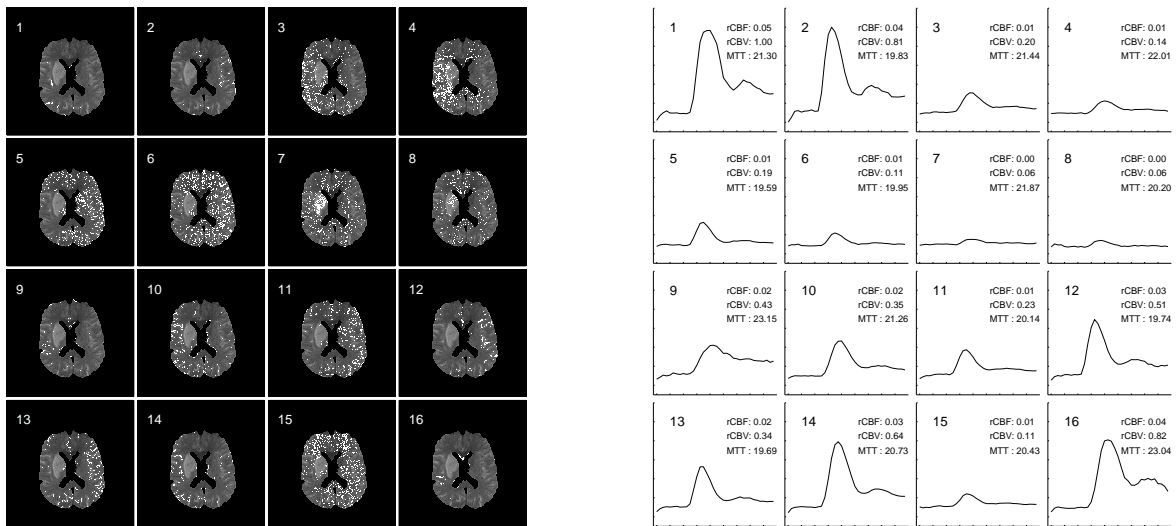 1 2 3 4
5 6 7 8
9 10 11 12
13 14 15 16
1
rCBF: 0.05
rCBV: 1.00
MTT : 21.30
2
rCBF: 0.04
rCBV: 0.81
MTT : 19.83
3
rCBF: 0.01
rCBV: 0.20
MTT : 21.44
4
rCBF: 0.01
rCBV: 0.14
MTT : 22.01
5
rCBF: 0.01
rCBV: 0.19
MTT : 19.59
6
rCBF: 0.01
rCBV: 0.11
MTT : 19.95
7
rCBF: 0.00
rCBV: 0.06
MTT : 21.87
8
rCBF: 0.00
rCBV: 0.06
MTT : 20.20
9
rCBF: 0.02
rCBV: 0.43
MTT : 23.15
10
rCBF: 0.02
rCBV: 0.35
MTT : 21.26
11
rCBF: 0.01
rCBV: 0.23
MTT : 20.14
12
rCBF: 0.03
rCBV: 0.51
MTT : 19.74
13
rCBF: 0.02
rCBV: 0.34
MTT : 19.69
14
rCBF: 0.03
rCBV: 0.64
MTT : 20.73
15
rCBF: 0.01
rCBV: 0.11
MTT : 20.43
16
rCBF: 0.04
rCBV: 0.82
MTT : 23.04